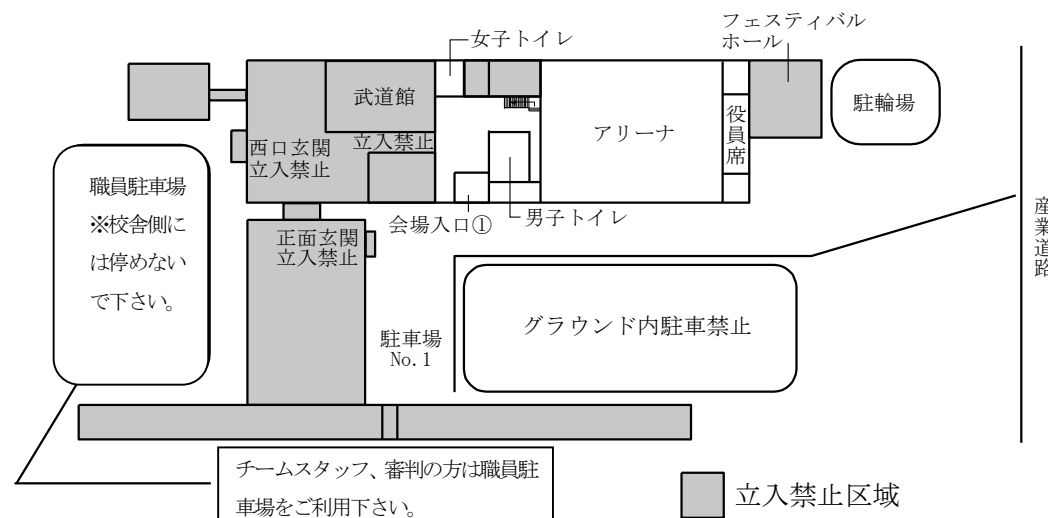 女子トイレ
フェスティバル
ホール
武道館
立入禁止
アリーナ
役員席
駐輪場
西口玄関
立入禁止
職員駐車場
※校舎側に
は停めない
で下さい。
会場入口①
男子トイレ
産業道路
正面玄関
立入禁止
駐車場
No.1
グラウンド内駐車禁止
チームスタッフ、審判の方は職員駐
車場をご利用下さい。
立入禁止区域